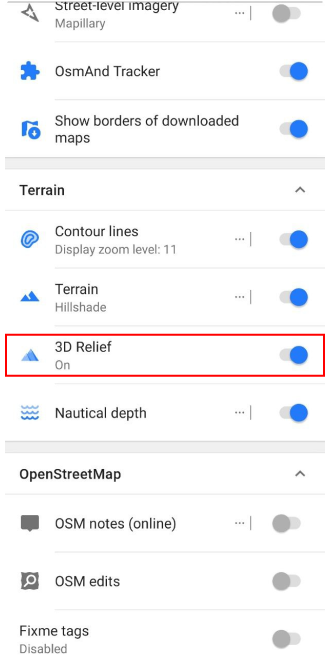 Street-level imagery
Mapillary
OsmAnd Tracker
Show borders of downloaded
maps
Terrain
Contour lines
Display zoom level: 11
Terrain
Hillshade
3D Relief
On
Nautical depth
OpenStreetMap
OSM notes (online)
OSM edits
Fixme tags
Disabled